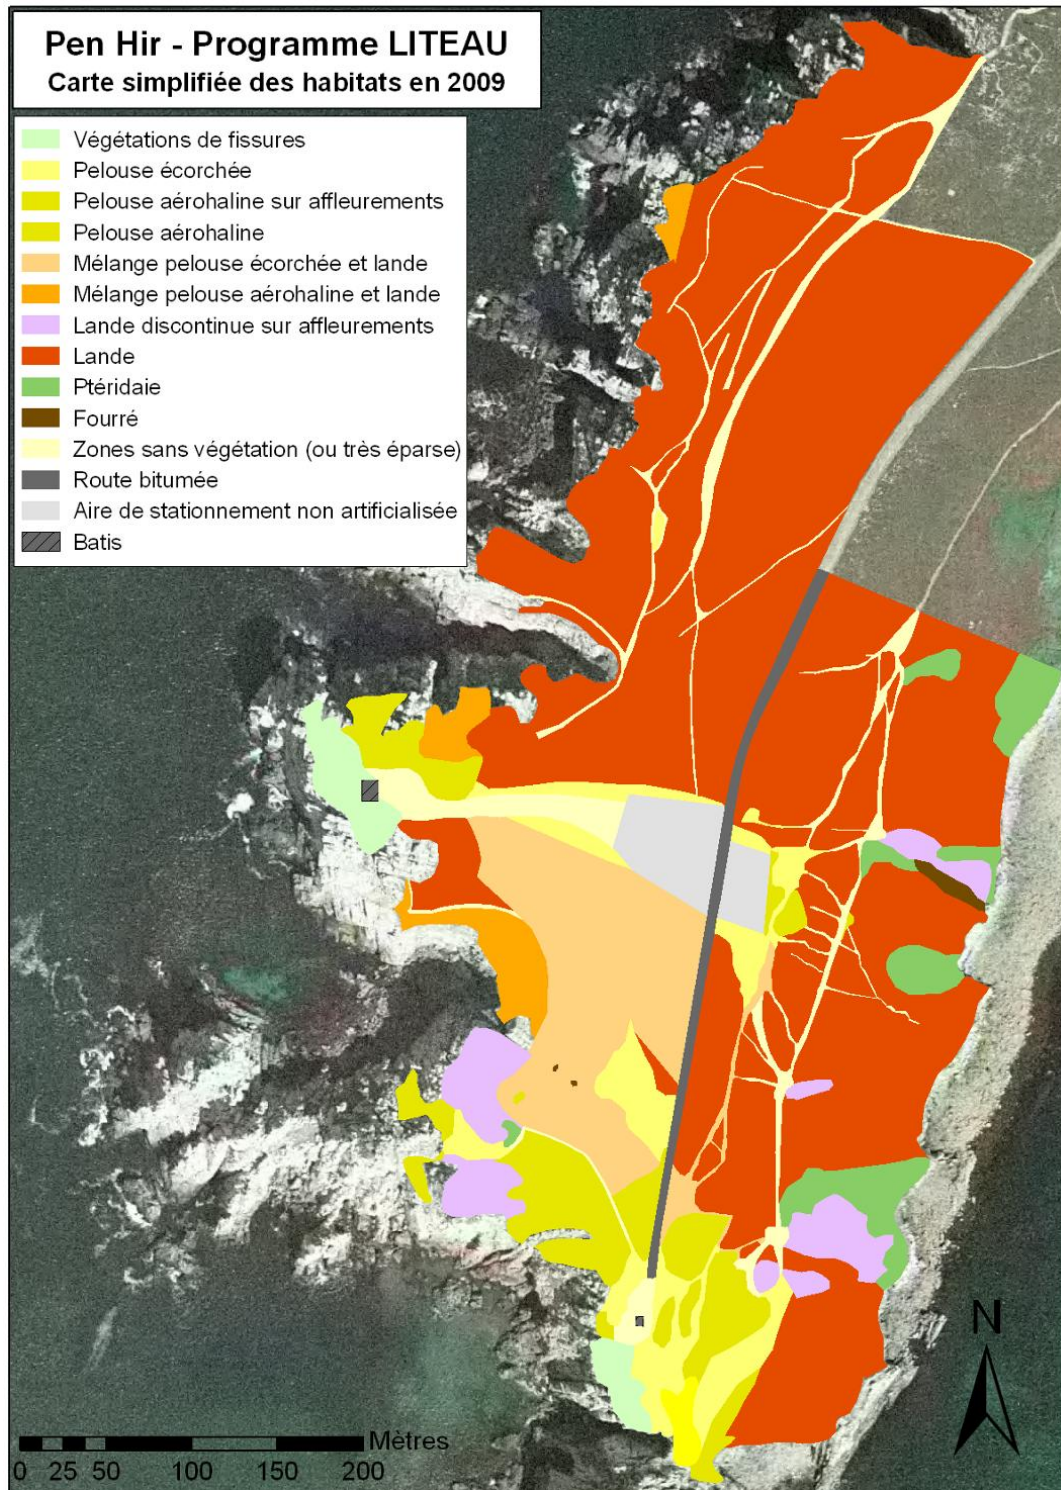 Pen Hir - Programme LITEAU
Carte simplifiée des habitats en 2009
Végétations de fissures
Pelouse écorchée
Pelouse aérohaline sur affleurements
Pelouse aérohaline
Mélange pelouse écorchée et lande
Mélange pelouse aérohaline et lande
Lande discontinue sur affleurements
Lande
Ptéridaie
Fourré
Zones sans végétation (ou très éparse)
Route bitumée
Aire de stationnement non artificialisée
Batis
N
Mètres
0 25 50 100 150 200